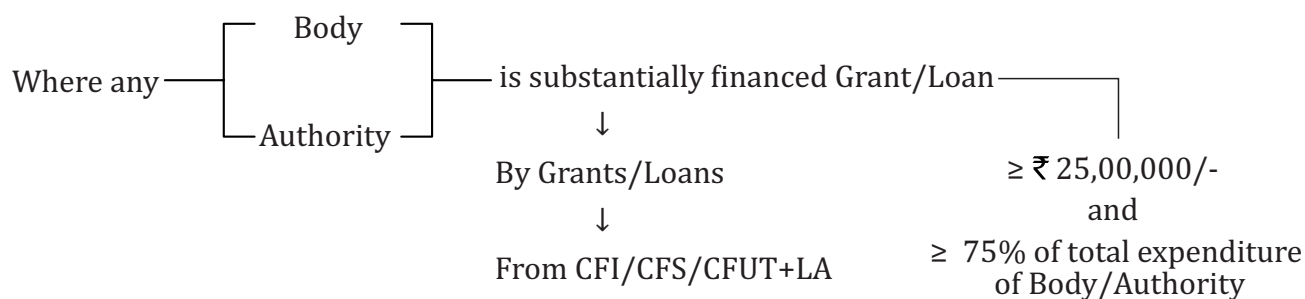 Body
Where any
is substantially financed Grant/Loan
Authority
↓
By Grants/Loans
↓
From CFI/CFS/CFUT+LA
≥ ₹ 25,00,000/-
and
≥ 75% of total expenditure
of Body/Authority